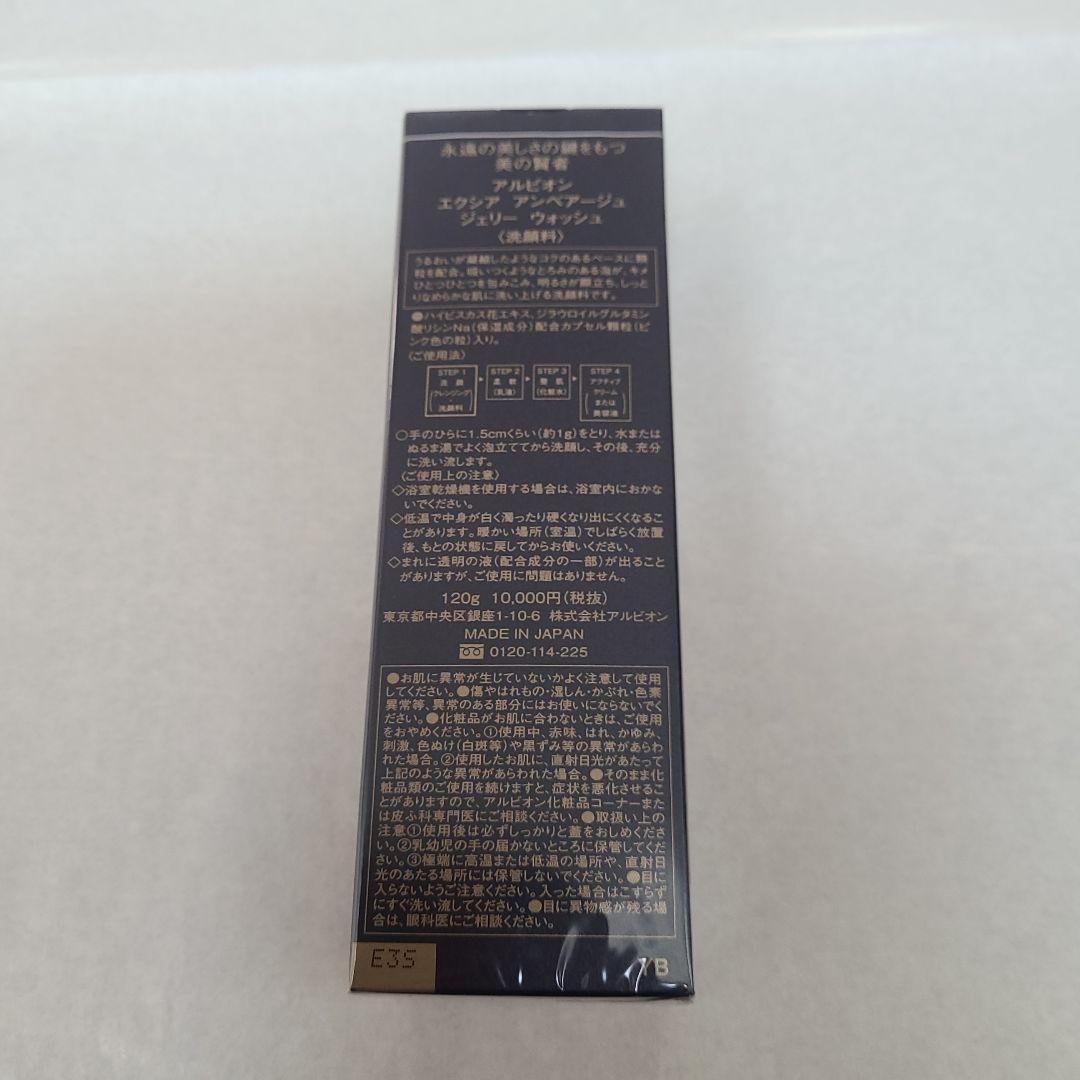 永遠の美しさの鍵をもつ
美の賢者
アルビオン
エクシア アンベアージュ
ジェリー ウォッシュ
〈洗顔料〉
うるおいが凝縮したようなコクのあるベースに顆
粒を配合。吸いつくようなとろみのある泡が、キメ
ひとつひとつを包みこみ、明るさが際立ち、しっと
りなめらかな肌に洗い上げる洗顔料です。
●ハイビスカス花エキス、ジラウロイルグルタミン
酸リシンNa(保湿成分)配合カプセル顆粒(ピ
ンク色の粒)入り。
〈ご使用法〉
STEP 1 STEP 2 STEP 3 STEP 4
洗顔 柔軟 整肌 アクティブ
(クレンジング (乳液) (化粧水) クリーム
・ または
洗顔料) 美容液
○手のひらに1.5cmくらい(約1g)をとり、水または
ぬるま湯でよく泡立ててから洗顔し、その後、充分
に洗い流します。
〈ご使用上の注意〉
◇浴室乾燥機を使用する場合は、浴室内におかな
いでください。
◇低温で中身が白く濁ったり硬くなり出にくくなるこ
とがあります。暖かい場所(室温)でしばらく放置
後、もとの状態に戻してからお使いください。
◇まれに透明の液(配合成分の一部)が出ること
がありますが、ご使用に問題はありません。
120g 10,000円(税抜)
東京都中央区銀座1-10-6 株式会社アルビオン
MADE IN JAPAN
0120-114-225
●お肌に異常が生じていないかよく注意して使用
してください。●傷やはれもの・湿しん・かぶれ・色素
異常等、異常のある部分にはお使いにならないでく
ださい。●化粧品がお肌に合わないときは、ご使用
をおやめください。①使用中、赤味、はれ、かゆみ、
刺激、色ぬけ(白斑等)や黒ずみ等の異常があらわ
れた場合。②使用したお肌に、直射日光があたって
上記のような異常があらわれた場合。●そのまま化
粧品類のご使用を続けますと、症状を悪化させるこ
とがありますので、アルビオン化粧品コーナーまた
は皮ふ科専門医にご相談ください。●取扱い上の
注意①使用後は必ずしっかりと蓋をおしめくださ
い。②乳幼児の手の届かないところに保管してくだ
さい。③極端に高温または低温の場所や、直射日
光のあたる場所には保管しないでください。●目に
入らないようご注意ください。入った場合はこすらず
にすぐ洗い流してください。●目に異物感が残る場
合は、眼科医にご相談ください。
E3S
YB